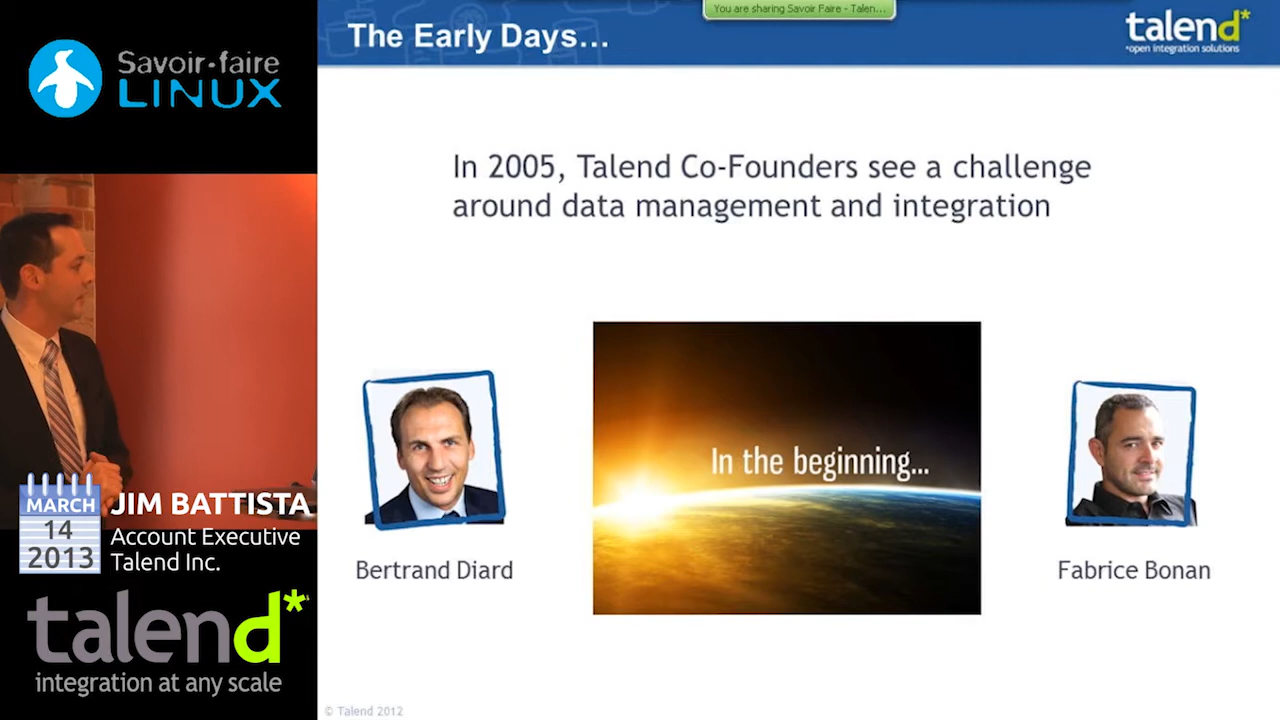 You are sharing Savoir Faire - Talen...
The Early Days...
talend*
*open integration solutions
Savoir-faire
LINUX
In 2005, Talend Co-Founders see a challenge
around data management and integration
In the beginning...
Bertrand Diard
Fabrice Bonan
MARCH
14
2013
JIM BATTISTA
Account Executive
Talend Inc.
talend*
integration at any scale
© Talend 2012